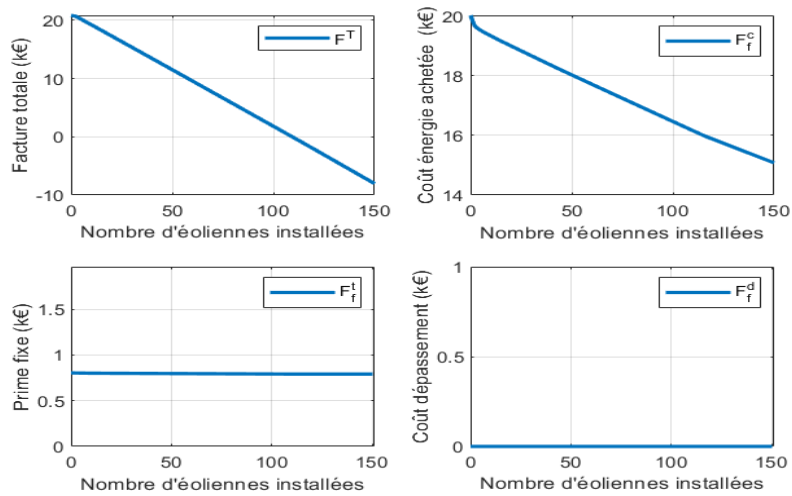 Facture totale (k€)
20
10
0
-10
F^T
0
50
100
150
Nombre d'éoliennes installées
Coût énergie achetée (k€)
20
18
16
14
F_f^c
0
50
100
150
Nombre d'éoliennes installées
Prime fixe (k€)
1.5
1
0.5
0
F_f^t
0
50
100
150
Nombre d'éoliennes installées
Coût dépassement (k€)
1
0.5
0
F_f^d
0
50
100
150
Nombre d'éoliennes installées